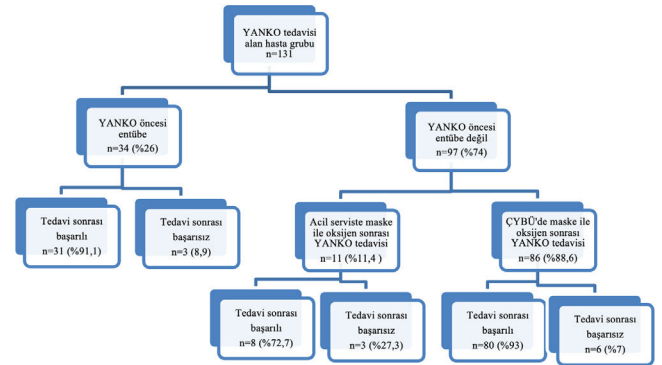 YANKO tedavisi
alan hasta grubu
n=131
YANKO öncesi
entübe
n=34 (%26)
YANKO öncesi
entübe değil
n=97 (%74)
Tedavi sonrası
başarılı
n=31 (%91,1)
Tedavi sonrası
başarısız
n=3 (8,9)
Acil serviste maske
ile oksijen sonrası
YANKO tedavisi
n=11 (%11,4 )
ÇYBÜ'de maske ile
oksijen sonrası
YANKO tedavisi
n=86 (%88,6)
Tedavi sonrası
başarılı
n=8 (%72,7)
Tedavi sonrası
başarısız
n=3 (%27,3)
Tedavi sonrası
başarılı
n=80 (%93)
Tedavi sonrası
başarısız
n=6 (%7)